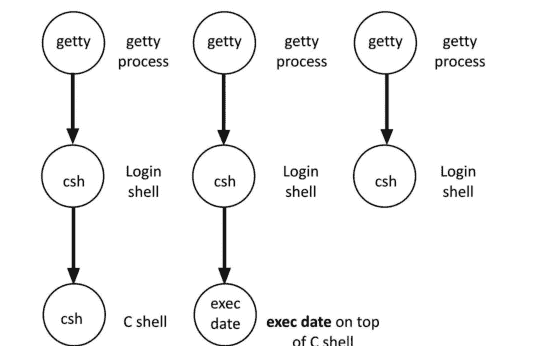 getty
getty
process
getty
getty
process
getty
getty
process
csh
Login
shell
csh
Login
shell
csh
Login
shell
csh
C shell
exec
date
exec date on top
of C shell